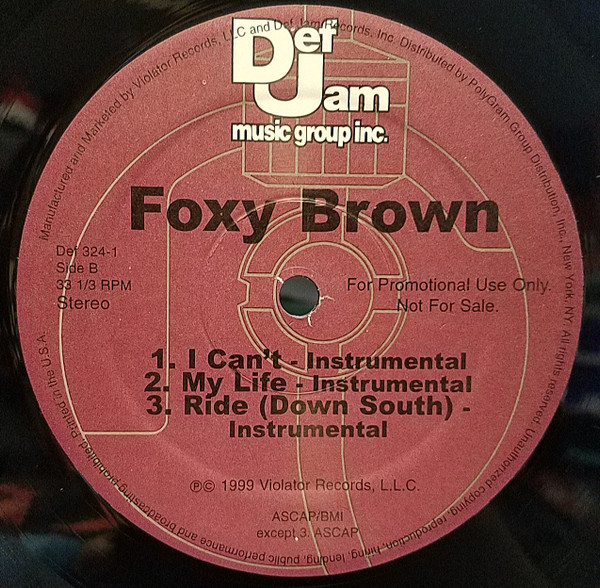 Manufactured and Marketed by Violator Records, LLC and Def Jam Records, Inc. Distributed by PolyGram Group Distribution, Inc., New York, NY. All rights reserved. Unauthorized copying, reproduction, hiring, lending, public performance and broadcasting prohibited. Printed in the U.S.A.
Def
Jam
music group inc.
Foxy Brown
Def 324-1
Side B
33 1/3 RPM
Stereo
For Promotional Use Only.
Not For Sale.
1. I Can't - Instrumental
2. My Life - Instrumental
3. Ride (Down South) -
Instrumental
℗© 1999 Violator Records, L.L.C.
ASCAP/BMI
except 3. ASCAP